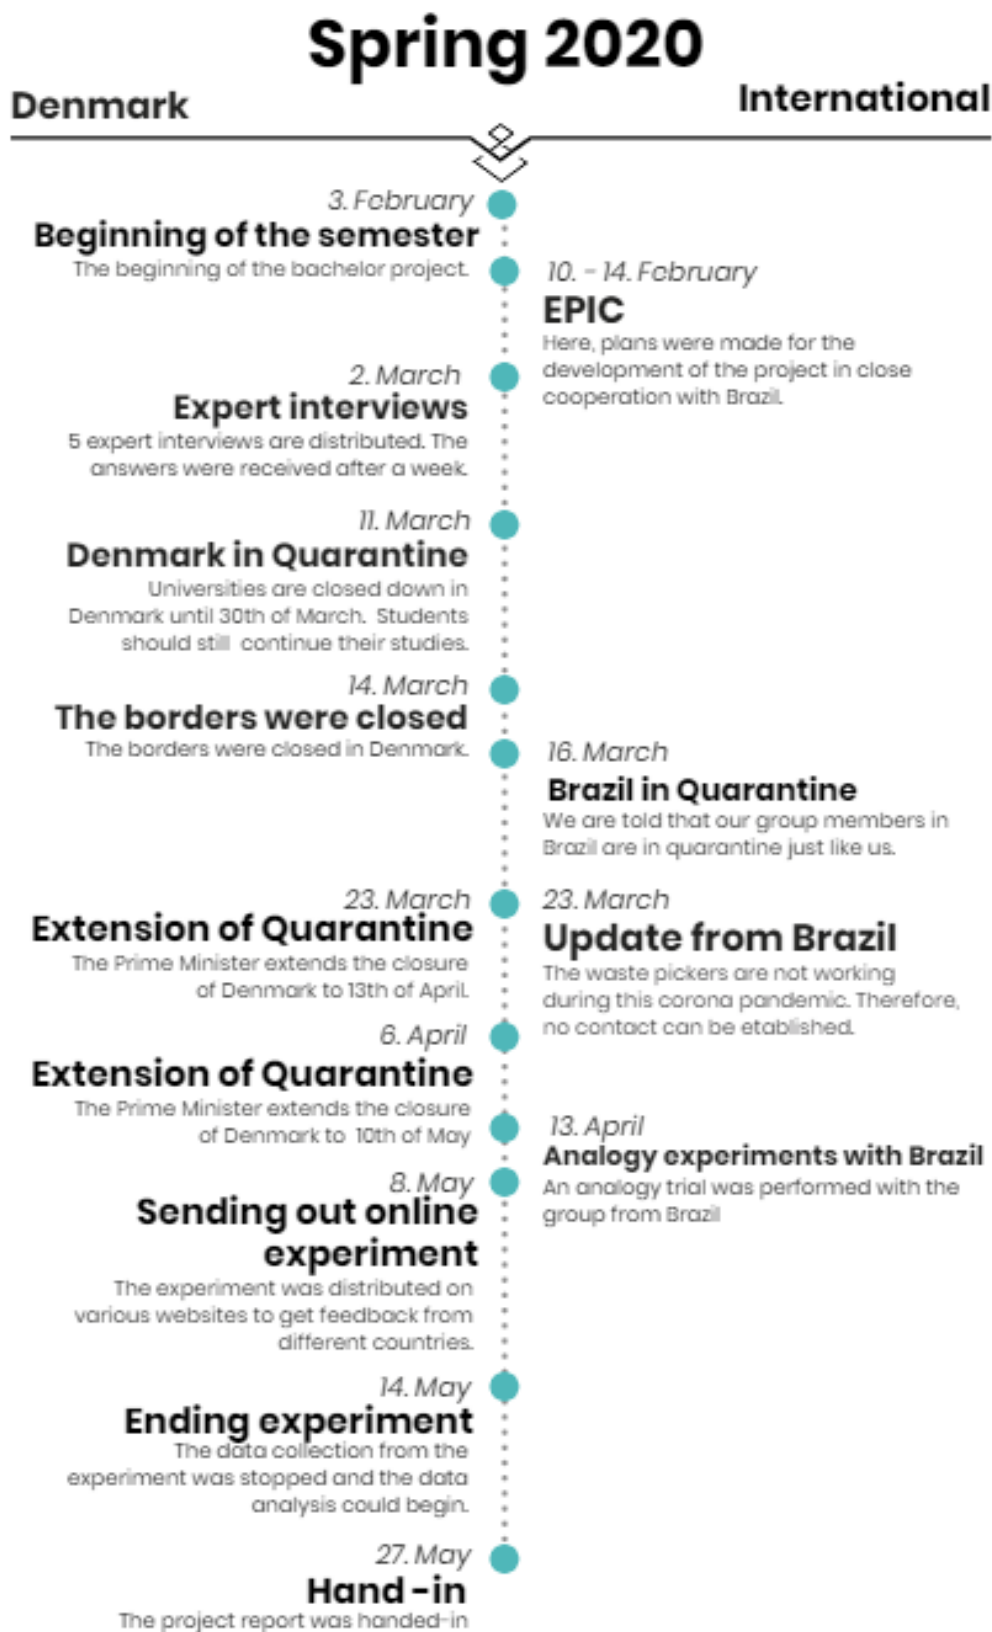 Spring 2020
Denmark
International
3. February
Beginning of the semester
The beginning of the bachelor project.
10. - 14. February
EPIC
Here, plans were made for the
development of the project in close
cooperation with Brazil.
2. March
Expert interviews
5 expert interviews are distributed. The
answers were received after a week.
11. March
Denmark in Quarantine
Universities are closed down in
Denmark until 30th of March. Students
should still continue their studies.
14. March
The borders were closed
The borders were closed in Denmark.
16. March
Brazil in Quarantine
We are told that our group members in
Brazil are in quarantine just like us.
23. March
Extension of Quarantine
The Prime Minister extends the closure
of Denmark to 13th of April.
23. March
Update from Brazil
The waste pickers are not working
during this corona pandemic. Therefore,
no contact can be etablished.
6. April
Extension of Quarantine
The Prime Minister extends the closure
of Denmark to 10th of May
13. April
Analogy experiments with Brazil
An analogy trial was performed with the
group from Brazil
8. May
Sending out online
experiment
The experiment was distributed on
various websites to get feedback from
different countries.
14. May
Ending experiment
The data collection from the
experiment was stopped and the data
analysis could begin.
27. May
Hand -in
The project report was handed-in